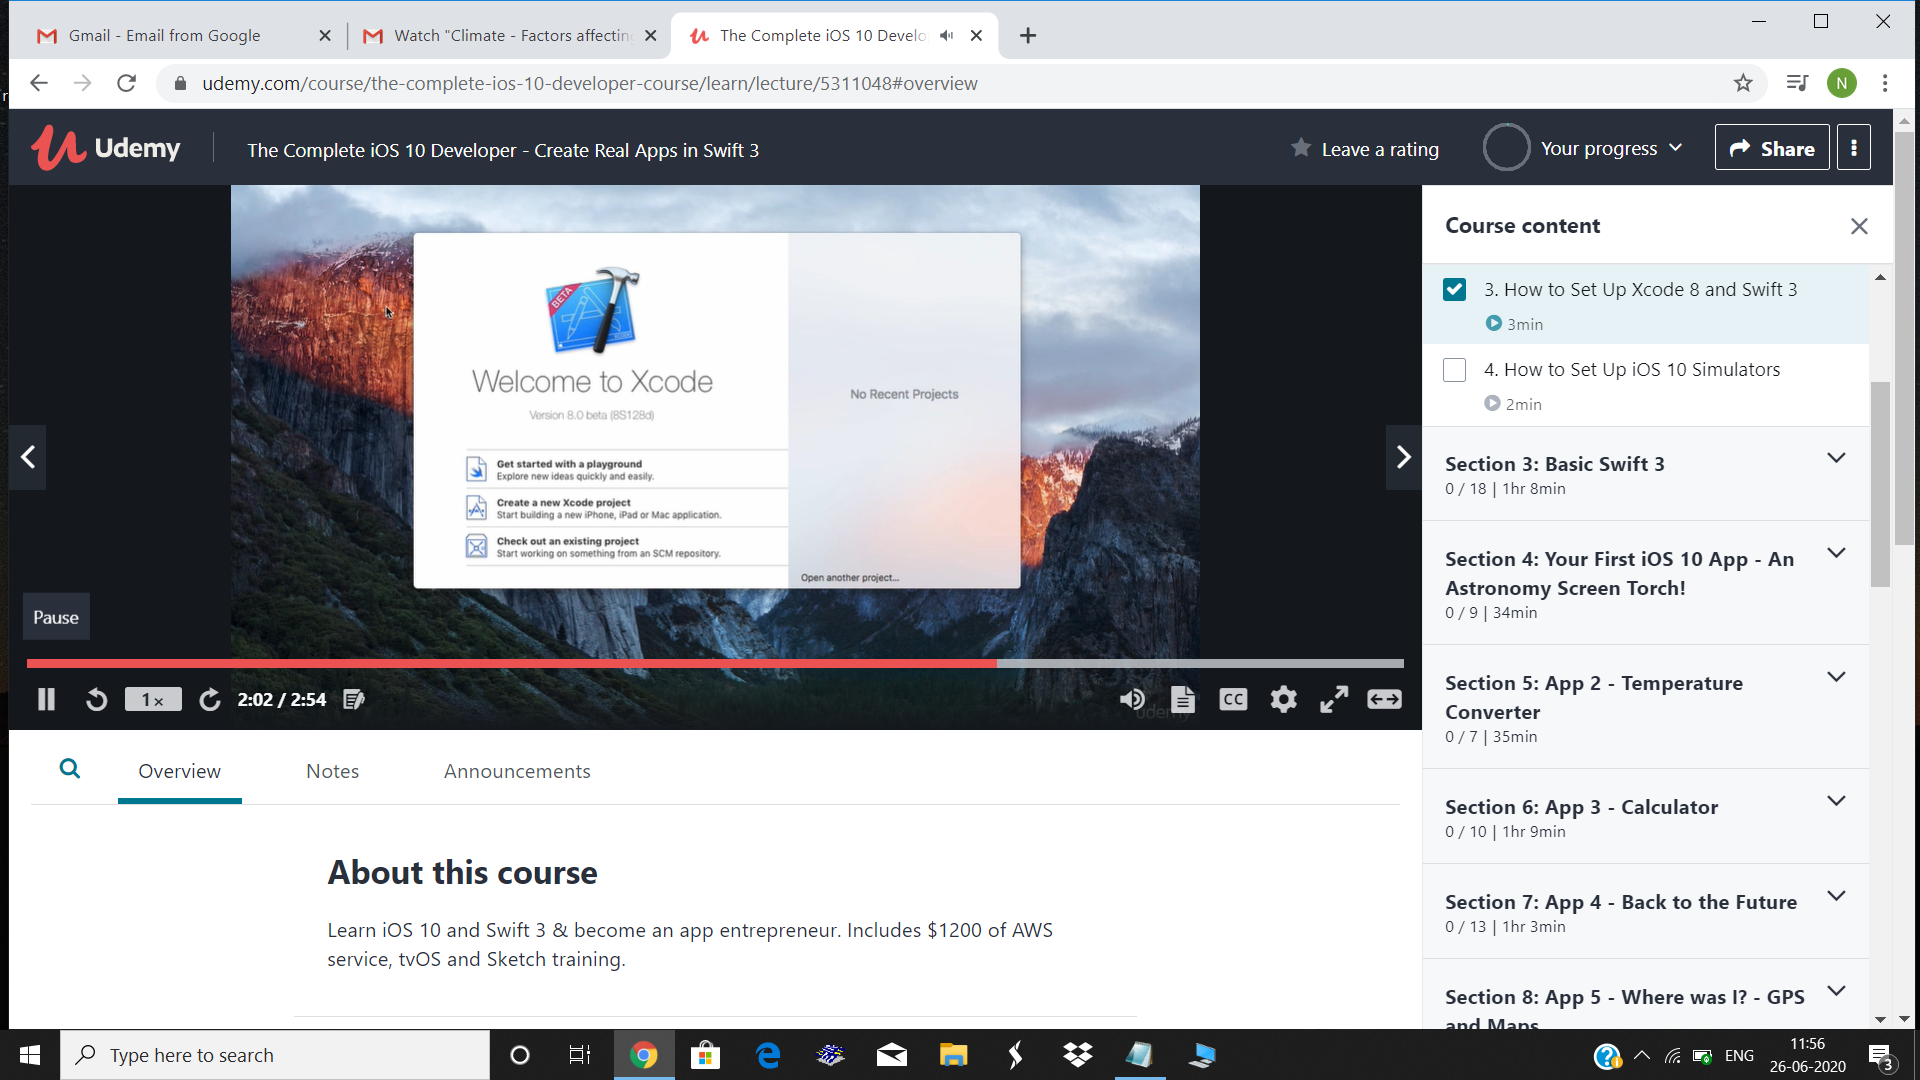 Gmail - Email from Google
Watch "Climate - Factors affecting
The Complete iOS 10 Develo
udemy.com/course/the-complete-ios-10-developer-course/learn/lecture/5311048#overview
N
Udemy
The Complete iOS 10 Developer - Create Real Apps in Swift 3
Leave a rating
Your progress
Share
BETA
Welcome to Xcode
Version 8.0 beta (8S128d)
Get started with a playground
Explore new ideas quickly and easily.
Create a new Xcode project
Start building a new iPhone, iPad or Mac application.
Check out an existing project
Start working on something from an SCM repository.
No Recent Projects
Open another project...
Pause
1x
2:02 / 2:54
CC
udemy
Course content
3. How to Set Up Xcode 8 and Swift 3
3min
4. How to Set Up iOS 10 Simulators
2min
Section 3: Basic Swift 3
0 / 18 | 1hr 8min
Section 4: Your First iOS 10 App - An
Astronomy Screen Torch!
0 / 9 | 34min
Section 5: App 2 - Temperature
Converter
0 / 7 | 35min
Section 6: App 3 - Calculator
0 / 10 | 1hr 9min
Section 7: App 4 - Back to the Future
0 / 13 | 1hr 3min
Section 8: App 5 - Where was I? - GPS
and Maps
Overview
Notes
Announcements
About this course
Learn iOS 10 and Swift 3 & become an app entrepreneur. Includes $1200 of AWS
service, tvOS and Sketch training.
Type here to search
ENG
11:56
26-06-2020
3